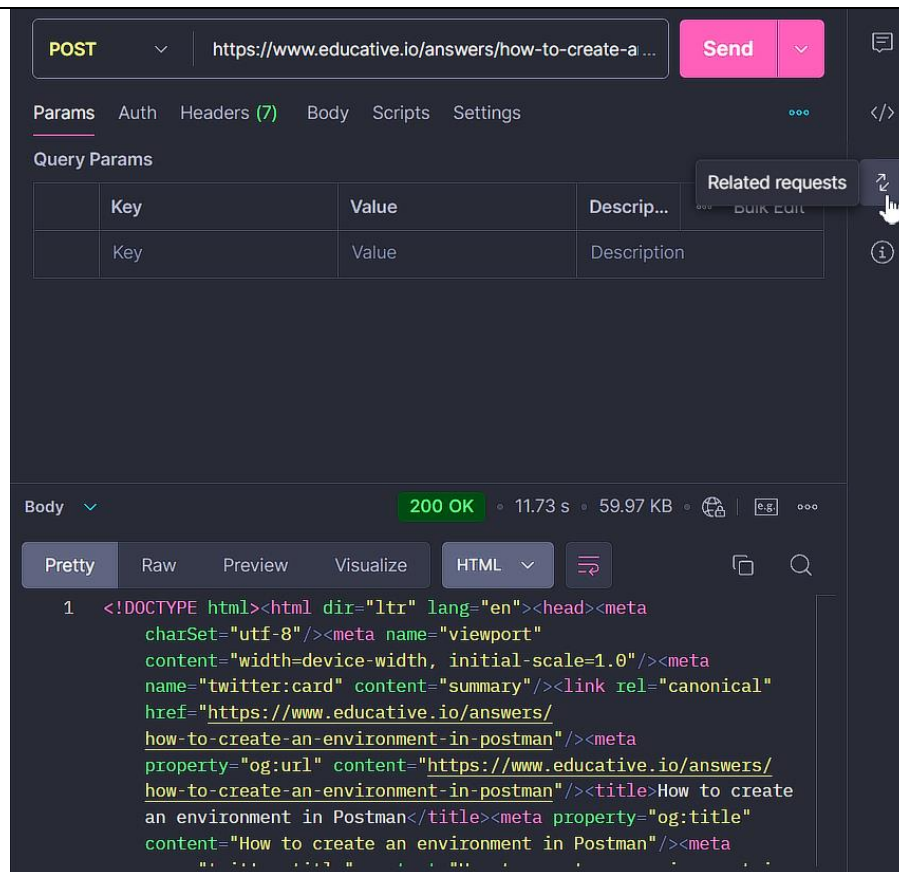 POST https://www.educative.io/answers/how-to-create-a ... Send
Params Auth Headers (7) Body Scripts Settings
Query Params
Related requests
Key Value Descrip... Bulk Edit
Key Value Description
Body 200 OK 11.73 s 59.97 KB e.g.
Pretty Raw Preview Visualize HTML
1 <!DOCTYPE html><html dir="ltr" lang="en"><head><meta
charSet="utf-8"/><meta name="viewport"
content="width=device-width, initial-scale=1.0"/><meta
name="twitter:card" content="summary"/><link rel="canonical"
href="https://www.educative.io/answers/
how-to-create-an-environment-in-postman"/><meta
property="og:url" content="https://www.educative.io/answers/
how-to-create-an-environment-in-postman"/><title>How to create
an environment in Postman</title><meta property="og:title"
content="How to create an environment in Postman"/><meta